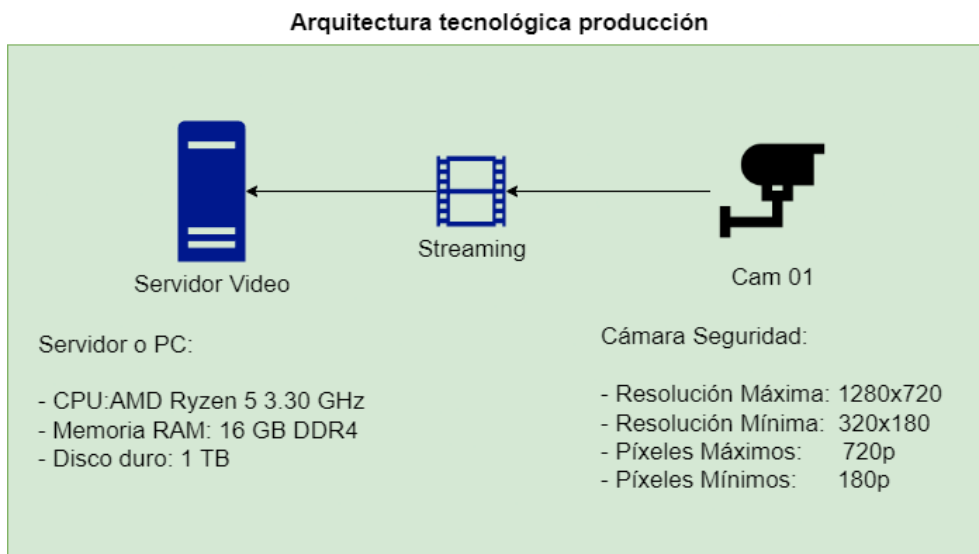 Arquitectura tecnológica producción
Servidor Video
Streaming
Cam 01
Servidor o PC:
- CPU:AMD Ryzen 5 3.30 GHz
- Memoria RAM: 16 GB DDR4
- Disco duro: 1 TB
Cámara Seguridad:
- Resolución Máxima: 1280x720
- Resolución Mínima: 320x180
- Píxeles Máximos: 720p
- Píxeles Mínimos: 180p